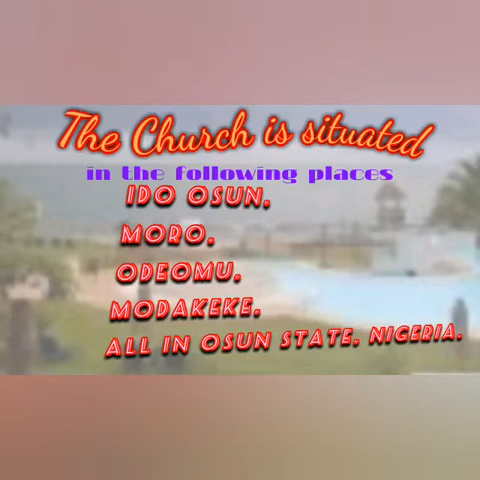 The Church is situated
in the following places
IDO OSUN.
MORO.
ODEOMU.
MODAKEKE.
ALL IN OSUN STATE. NIGERIA.